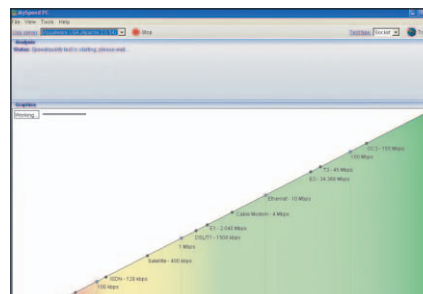 MySpeed PC
File View Tools Help
Stop
Analysis
Status:
test is starting, please wait...
Graphics
OC3 - 155 Mbps
100 Mbps
T3 - 45 Mbps
E3 - 34.368 Mbps
Ethernet - 10 Mbps
Cable Modem - 4 Mbps
E1 - 2.048 Mbps
DSL/T1 - 1500 kbps
1 Mbps
Satellite - 400 kbps
ISDN - 128 kbps
100 kbps